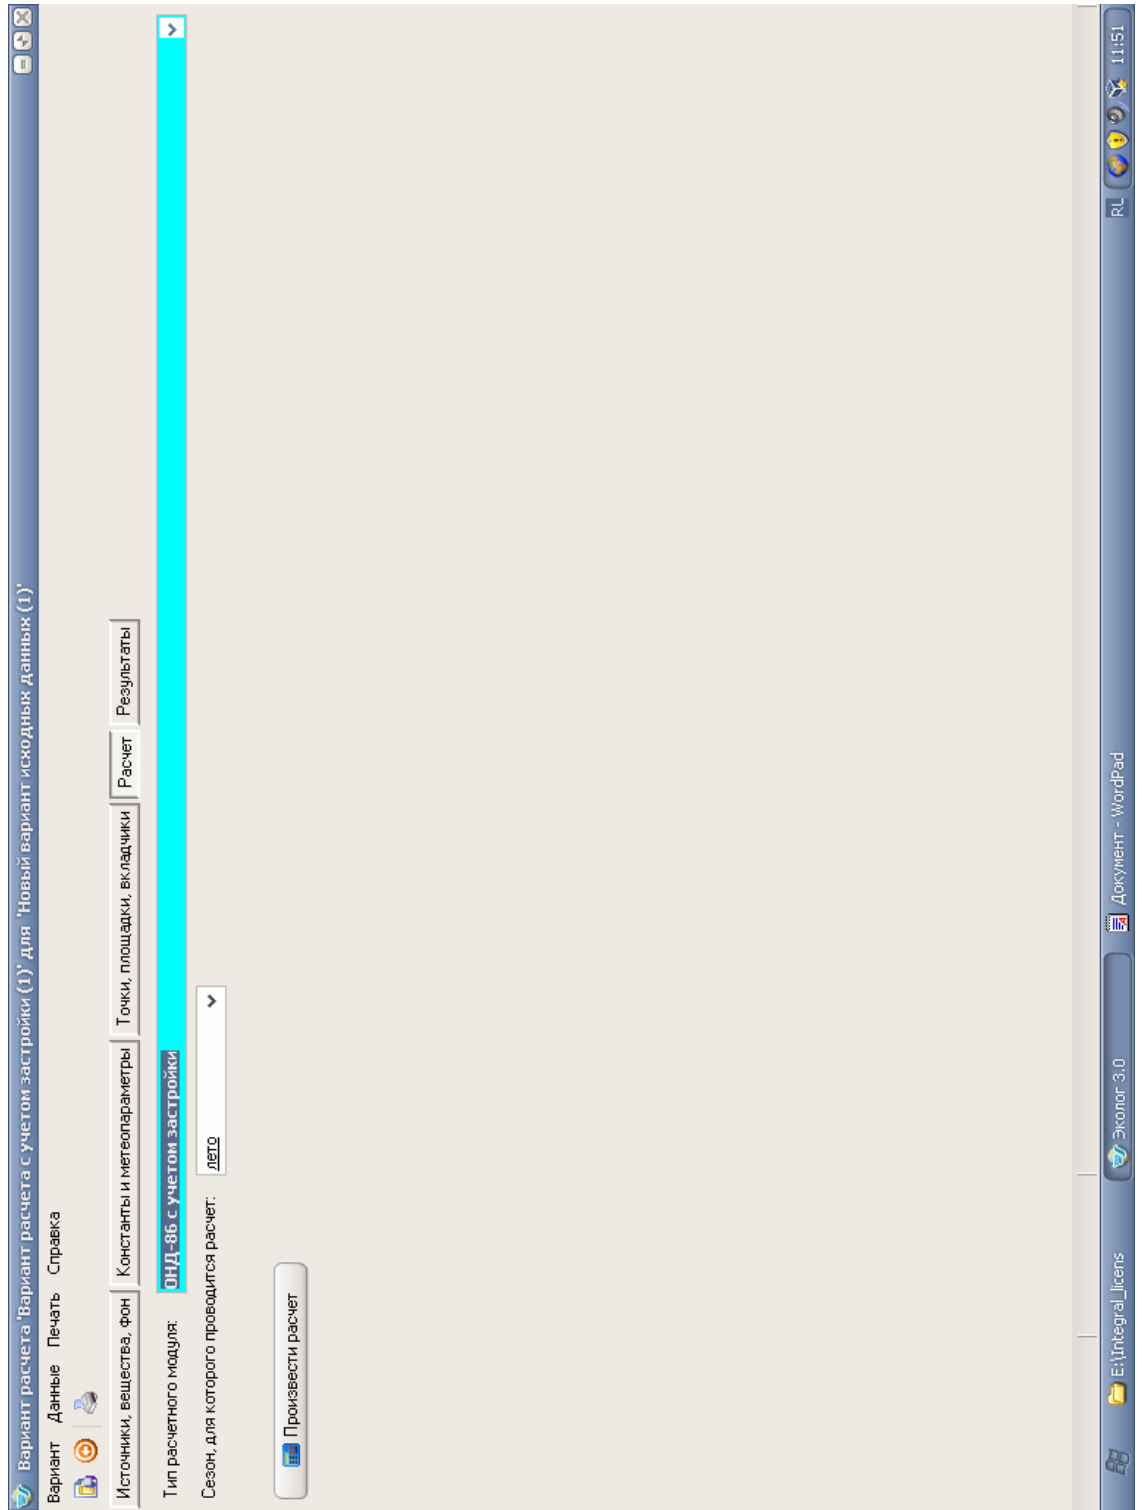 Вариант расчета 'Вариант расчета с учетом застройки (1)' для 'Новый вариант исходных данных (1)'
Вариант Данные Печать Справка
Источники, вещества, фон Константы и метеопараметры Точки, площадки, вкладчики Расчет Результаты
Тип расчетного модуля: ОНД-86 с учетом застройки
Сезон, для которого проводится расчет: лето
Произвести расчет
E:\Integral_licens Эколог 3.0 Документ - WordPad RL 11:51